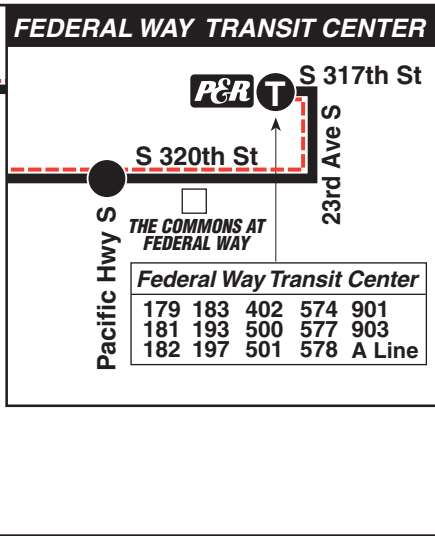 FEDERAL WAY TRANSIT CENTER
P&R T S 317th St
S 320th St
23rd Ave S
Pacific Hwy S
THE COMMONS AT
FEDERAL WAY
Federal Way Transit Center
179 183 402 574 901
181 193 500 577 903
182 197 501 578 A Line